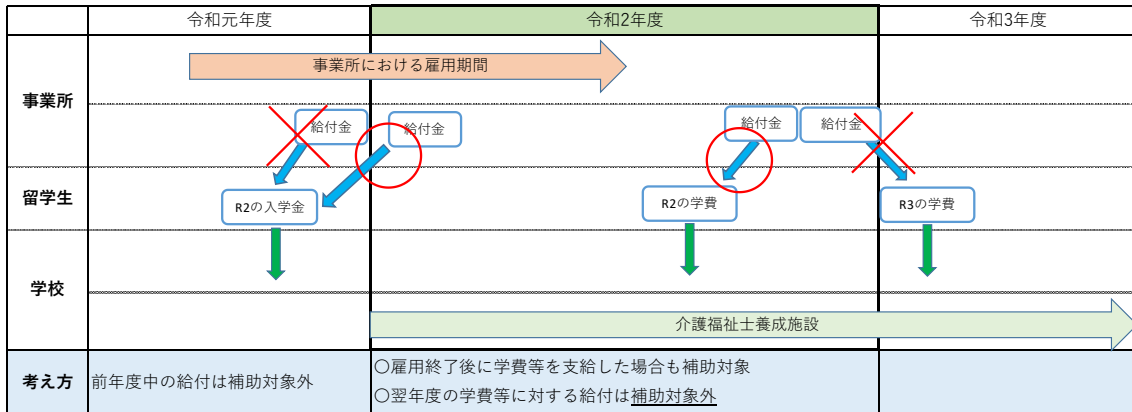 令和元年度
令和2年度
令和3年度
事業所における雇用期間
事業所
給付金
給付金
給付金
給付金
留学生
R2の入学金
R2の学費
R3の学費
学校
介護福祉士養成施設
考え方
前年度中の給付は補助対象外
〇雇用終了後に学費等を支給した場合も補助対象
〇翌年度の学費等に対する給付は補助対象外